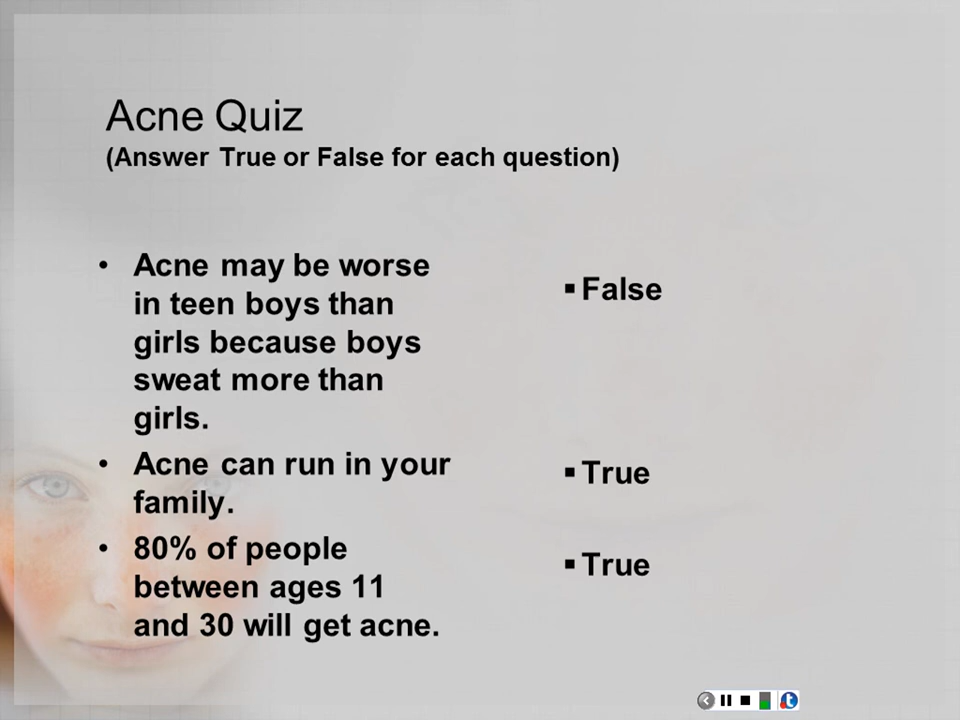 Acne Quiz
(Answer True or False for each question)
• Acne may be worse
in teen boys than
girls because boys
sweat more than
girls.
▪ False
• Acne can run in your
family.
▪ True
• 80% of people
between ages 11
and 30 will get acne.
▪ True
t